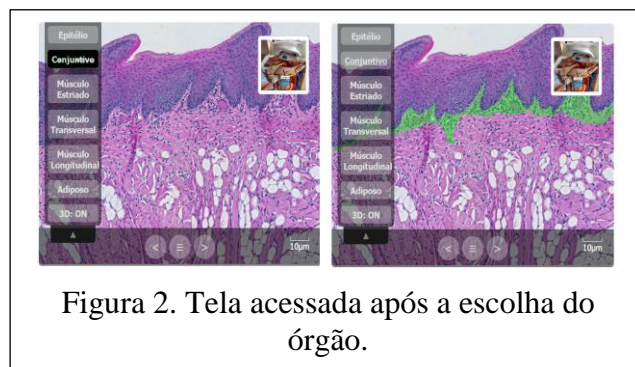 Epitélio
Conjuntivo
Músculo
Estriado
Músculo
Transversal
Músculo
Longitudinal
Adiposo
3D: ON
10µm
Epitélio
Conjuntivo
Músculo
Estriado
Músculo
Transversal
Músculo
Longitudinal
Adiposo
3D: ON
10µm
Figura 2. Tela acessada após a escolha do
órgão.